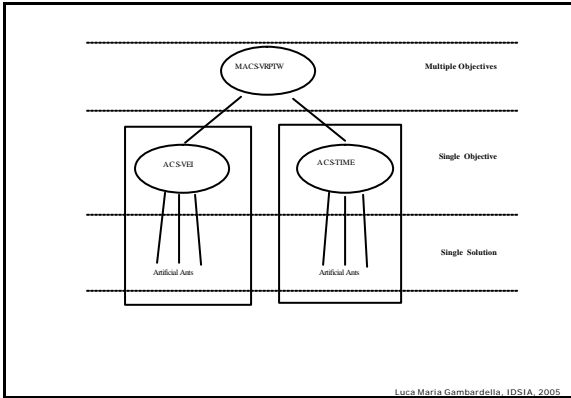 MACS-VRPTW
Multiple Objectives
ACS-VEI
ACS-TIME
Single Objective
Single Solution
Artificial Ants
Artificial Ants
Luca Maria Gambardella, IDSIA, 2005